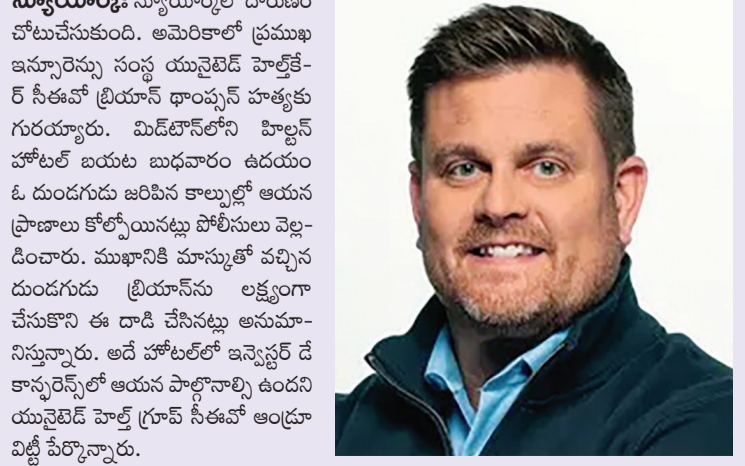 న్యూయార్క్: న్యూయార్క్‌లో దారుణం
చోటుచేసుకుంది. అమెరికాలో ప్రముఖ
ఇన్సూరెన్సు సంస్థ యునైటెడ్ హెల్త్‌కే-
ర్ సీఈవో బ్రియాన్ థాంప్సన్ హత్యకు
గురయ్యారు. మిడ్‌టౌన్‌లోని హిల్టన్
హోటల్ బయట బుధవారం ఉదయం
ఓ దుండగుడు జరిపిన కాల్పుల్లో ఆయన
ప్రాణాలు కోల్పోయినట్లు పోలీసులు వెల్ల-
డించారు. ముఖానికి మాస్కుతో వచ్చిన
దుండగుడు బ్రియాన్‌ను లక్ష్యంగా
చేసుకొని ఈ దాడి చేసినట్లు అనుమా-
నిస్తున్నారు. అదే హోటల్‌లో ఇన్వెస్టర్ డే
కాన్ఫరెన్స్‌లో ఆయన పాల్గొనాల్సి ఉందని
యునైటెడ్ హెల్త్ గ్రూప్ సీఈవో ఆండ్రూ
విట్టీ పేర్కొన్నారు.